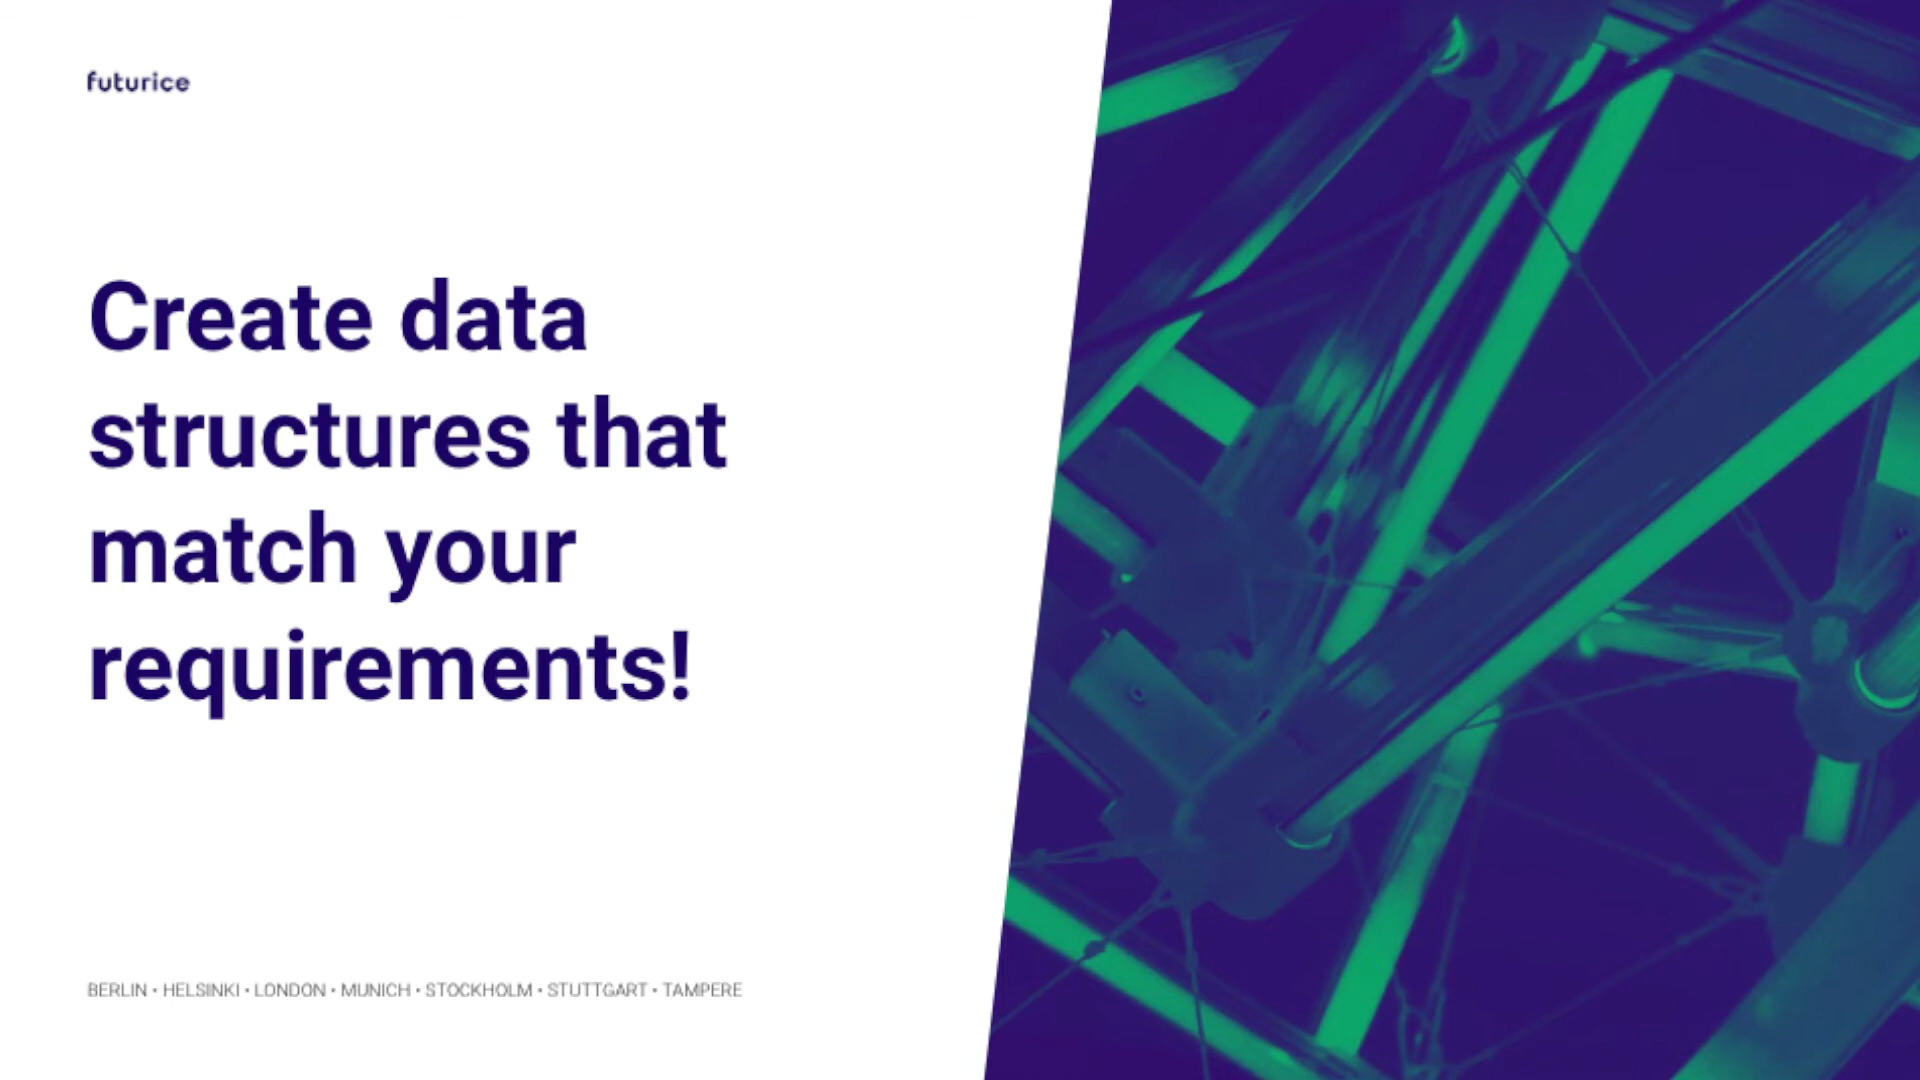 futurice
Create data
structures that
match your
requirements!
BERLIN • HELSINKI • LONDON • MUNICH • STOCKHOLM • STUTTGART • TAMPERE